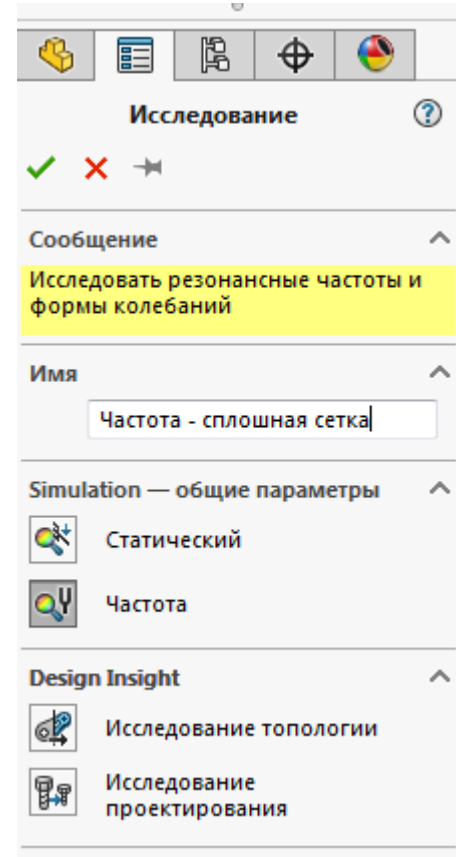 Исследование
Сообщение
Исследовать резонансные частоты и
формы колебаний
Имя
Частота - сплошная сетка
Simulation — общие параметры
Статический
Частота
Design Insight
Исследование топологии
Исследование
проектирования